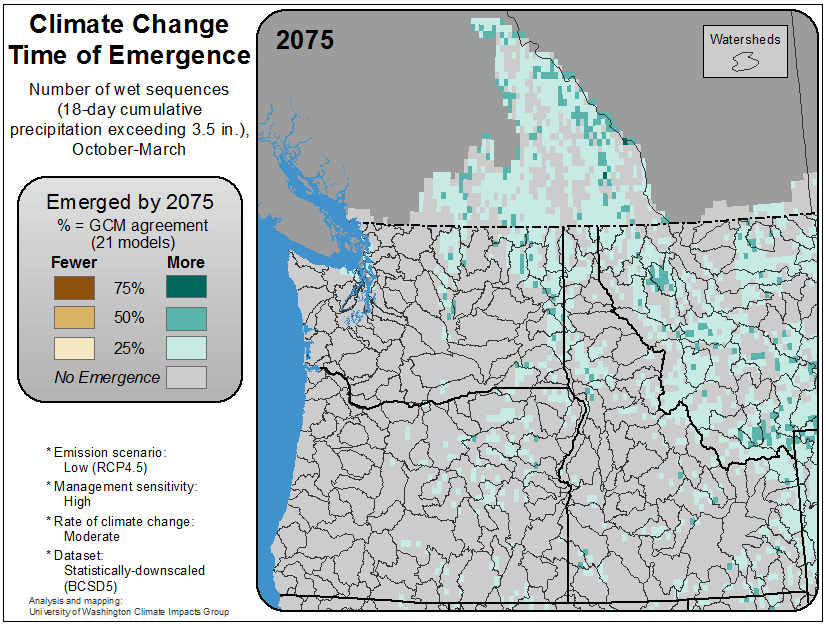 Climate Change
Time of Emergence
Number of wet sequences
(18-day cumulative
precipitation exceeding 3.5 in.),
October-March
Emerged by 2075
% = GCM agreement
(21 models)
Fewer More
75%
50%
25%
No Emergence
* Emission scenario:
Low (RCP4.5)
* Management sensitivity:
High
* Rate of climate change:
Moderate
* Dataset:
Statistically-downscaled
(BCSD5)
Analysis and mapping:
University of Washington Climate Impacts Group
2075
Watersheds